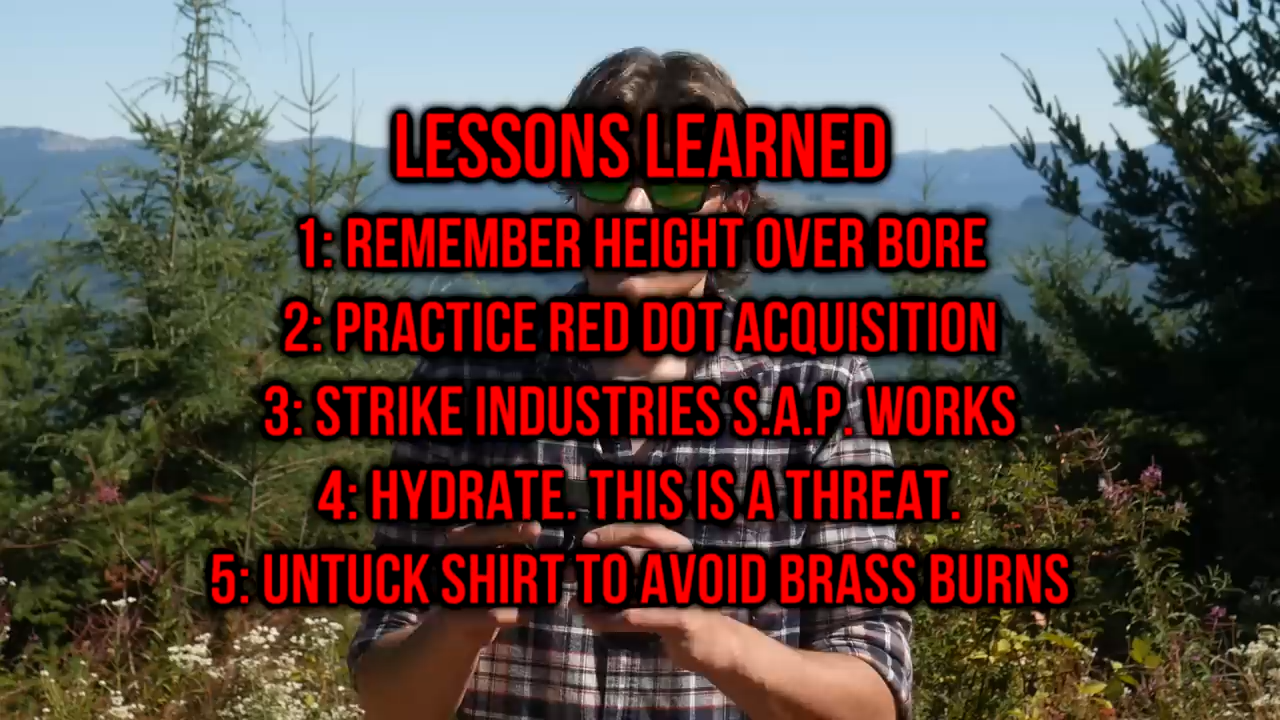 LESSONS LEARNED
1: REMEMBER HEIGHT OVER BORE
2: PRACTICE RED DOT ACQUISITION
3: STRIKE INDUSTRIES S.A.P. WORKS
4: HYDRATE. THIS IS A THREAT.
5: UNTUCK SHIRT TO AVOID BRASS BURNS